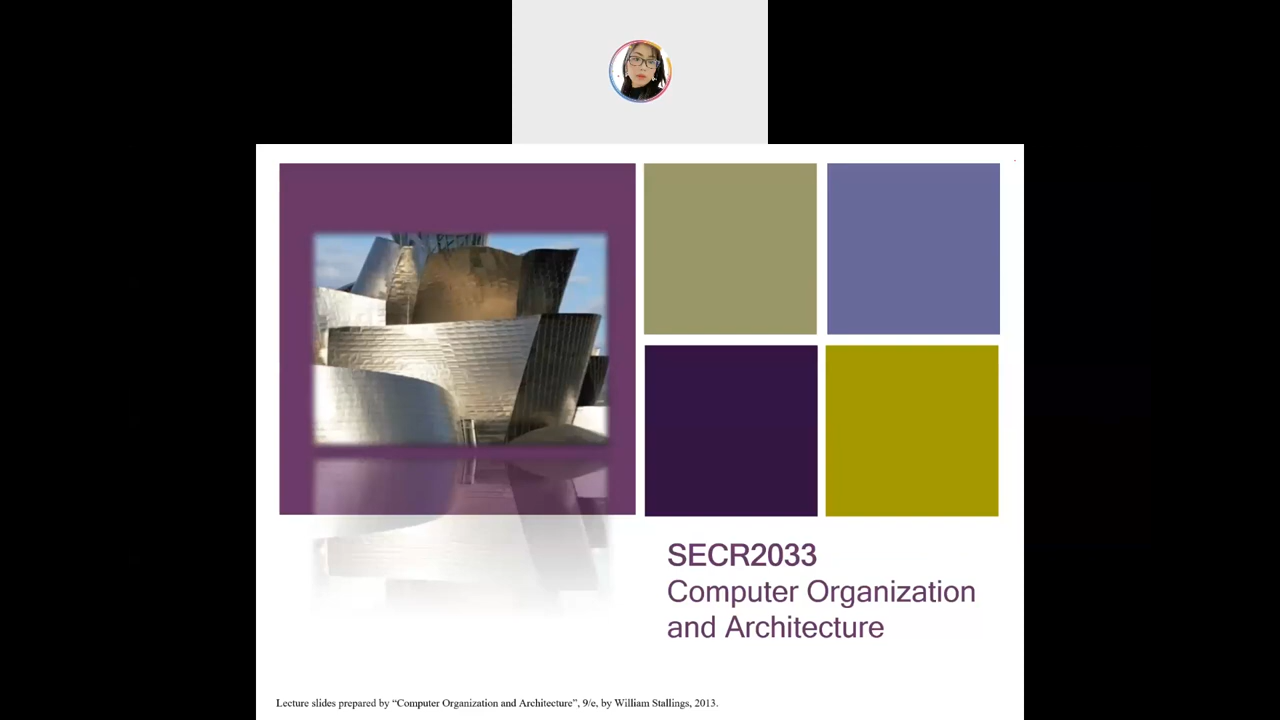 SECR2033
Computer Organization
and Architecture
Lecture slides prepared by “Computer Organization and Architecture”, 9/e, by William Stallings, 2013.